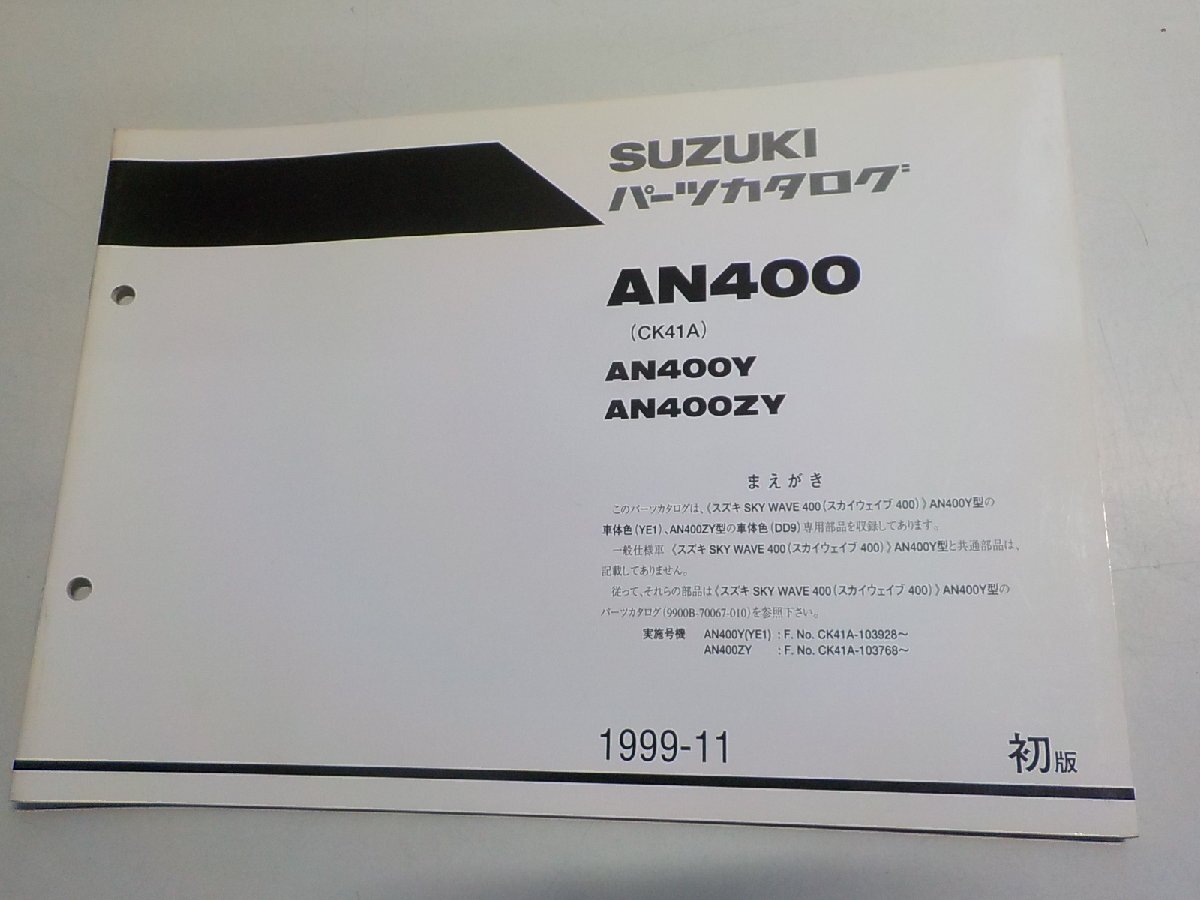 SUZUKI
パーツカタログ
AN400
（CK41A）
AN400Y
AN400ZY
まえがき
このパーツカタログは、《スズキ SKY WAVE 400（スカイウェイブ 400）》AN400Y型の
車体色（YE1）、AN400ZY型の車体色（DD9）専用部品を収録してあります。
一般仕様車《スズキ SKY WAVE 400（スカイウェイブ 400）》AN400Y型と共通部品は、
記載してありません。
従って、それらの部品は《スズキ SKY WAVE 400（スカイウェイブ 400）》AN400Y型の
パーツカタログ（9900B-70067-010）を参照下さい。
実施号機 AN400Y(YE1) : F. No. CK41A-103928～
AN400ZY : F. No. CK41A-103768～
1999-11 初版